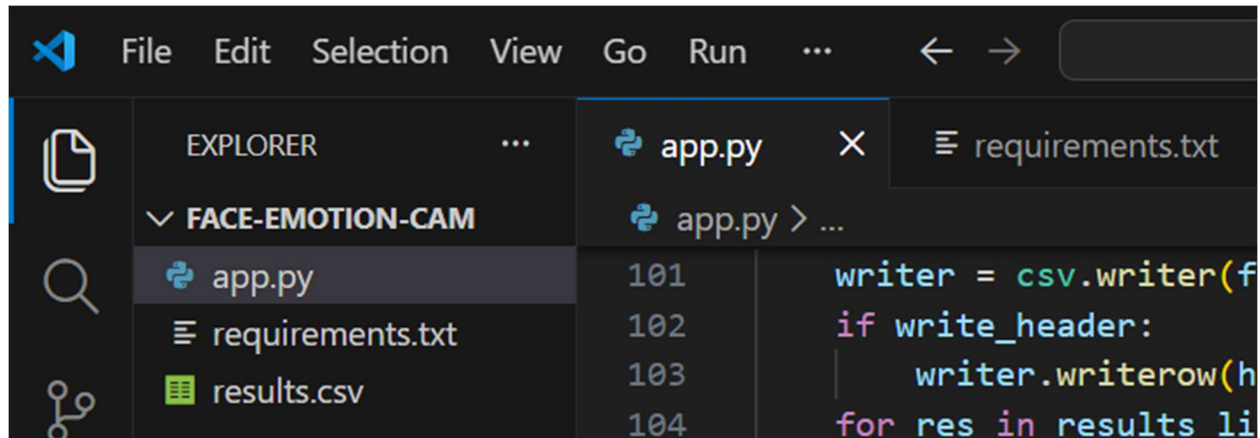 File Edit Selection View Go Run ...
EXPLORER ...
app.py
requirements.txt
FACE-EMOTION-CAM
app.py > ...
app.py
requirements.txt
results.csv
101 writer = csv.writer(f
102 if write_header:
103 writer.writerow(h
104 for res in results li